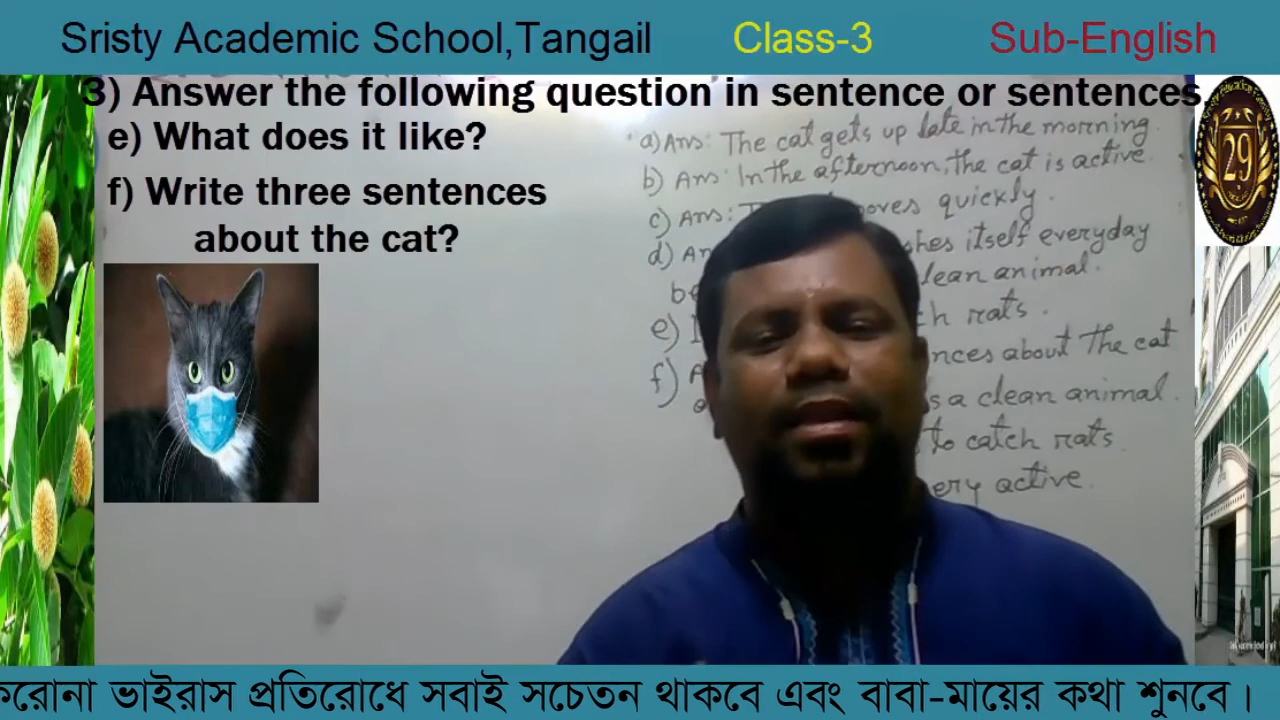 Sristy Academic School,Tangail Class-3 Sub-English
3) Answer the following question in sentence or sentences
e) What does it like?
f) Write three sentences
about the cat?
a) Ans: The cat gets up late in the morning.
b) Ans: In the afternoon, the cat is active.
c) Ans: moves quickly.
d) itself everyday
clean animal.
e) rats.
f) about the cat
s a clean animal.
to catch rats.
active.
29
করোনা ভাইরাস প্রতিরোধে সবাই সচেতন থাকবে এবং বাবা-মায়ের কথা শুনবে।